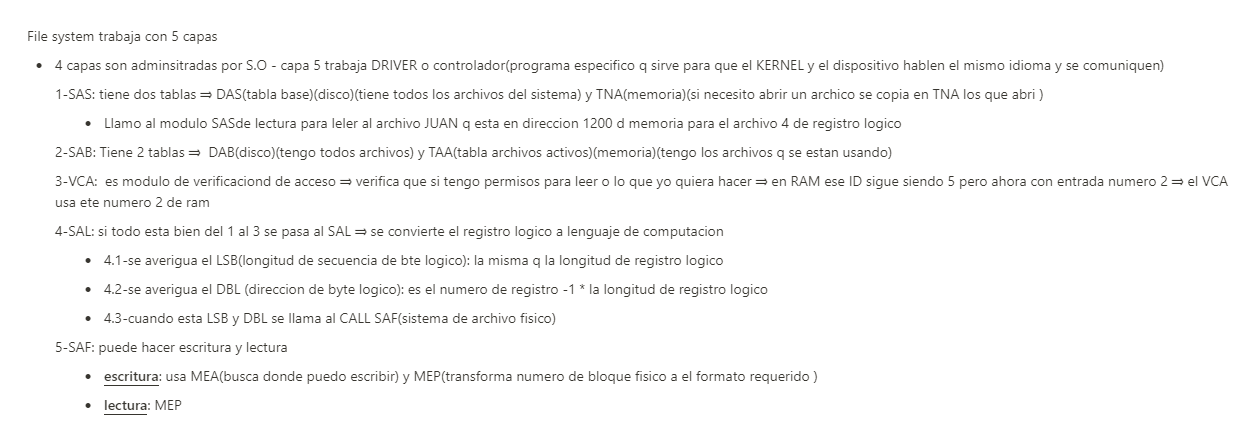 File system trabaja con 5 capas
• 4 capas son adminsitradas por S.O - capa 5 trabaja DRIVER o controlador(programa especifico q sirve para que el KERNEL y el dispositivo hablen el mismo idioma y se comuniquen)
1-SAS: tiene dos tablas ⇒ DAS(tabla base)(disco)(tiene todos los archivos del sistema) y TNA(memoria)(si necesito abrir un archico se copia en TNA los que abri )
• Llamo al modulo SASde lectura para leler al archivo JUAN q esta en direccion 1200 d memoria para el archivo 4 de registro logico
2-SAB: Tiene 2 tablas ⇒ DAB(disco)(tengo todos archivos) y TAA(tabla archivos activos)(memoria)(tengo los archivos q se estan usando)
3-VCA: es modulo de verificaciond de acceso ⇒ verifica que si tengo permisos para leer o lo que yo quiera hacer ⇒ en RAM ese ID sigue siendo 5 pero ahora con entrada numero 2 ⇒ el VCA
usa ete numero 2 de ram
4-SAL: si todo esta bien del 1 al 3 se pasa al SAL ⇒ se convierte el registro logico a lenguaje de computacion
• 4.1-se averigua el LSB(longitud de secuencia de bte logico): la misma q la longitud de registro logico
• 4.2-se averigua el DBL (direccion de byte logico): es el numero de registro -1 * la longitud de registro logico
• 4.3-cuando esta LSB y DBL se llama al CALL SAF(sistema de archivo fisico)
5-SAF: puede hacer escritura y lectura
• escritura: usa MEA(busca donde puedo escribir) y MEP(transforma numero de bloque fisico a el formato requerido )
• lectura: MEP